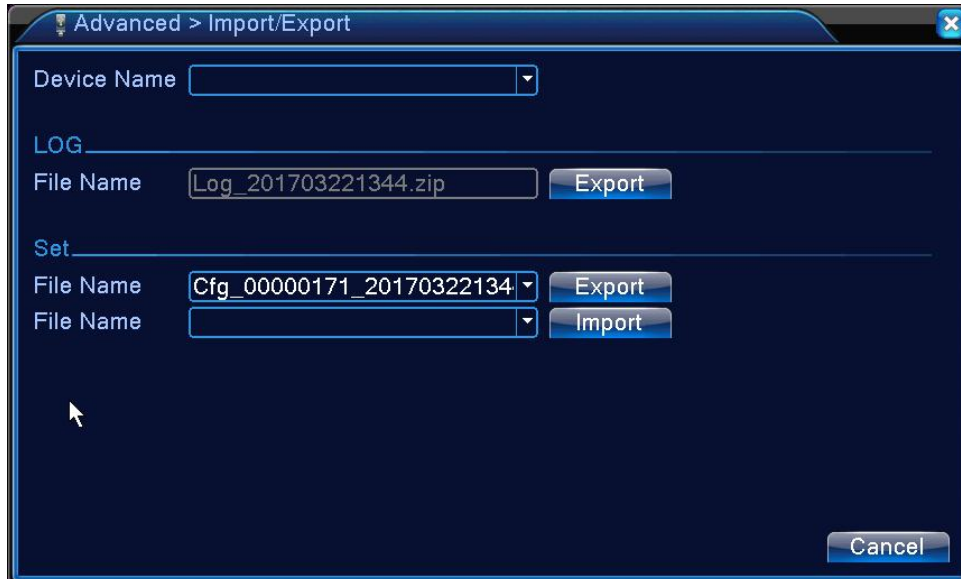 Advanced > Import/Export
Device Name
LOG
File Name Log_201703221344.zip Export
Set
File Name Cfg_00000171_20170322134 Export
File Name Import
Cancel